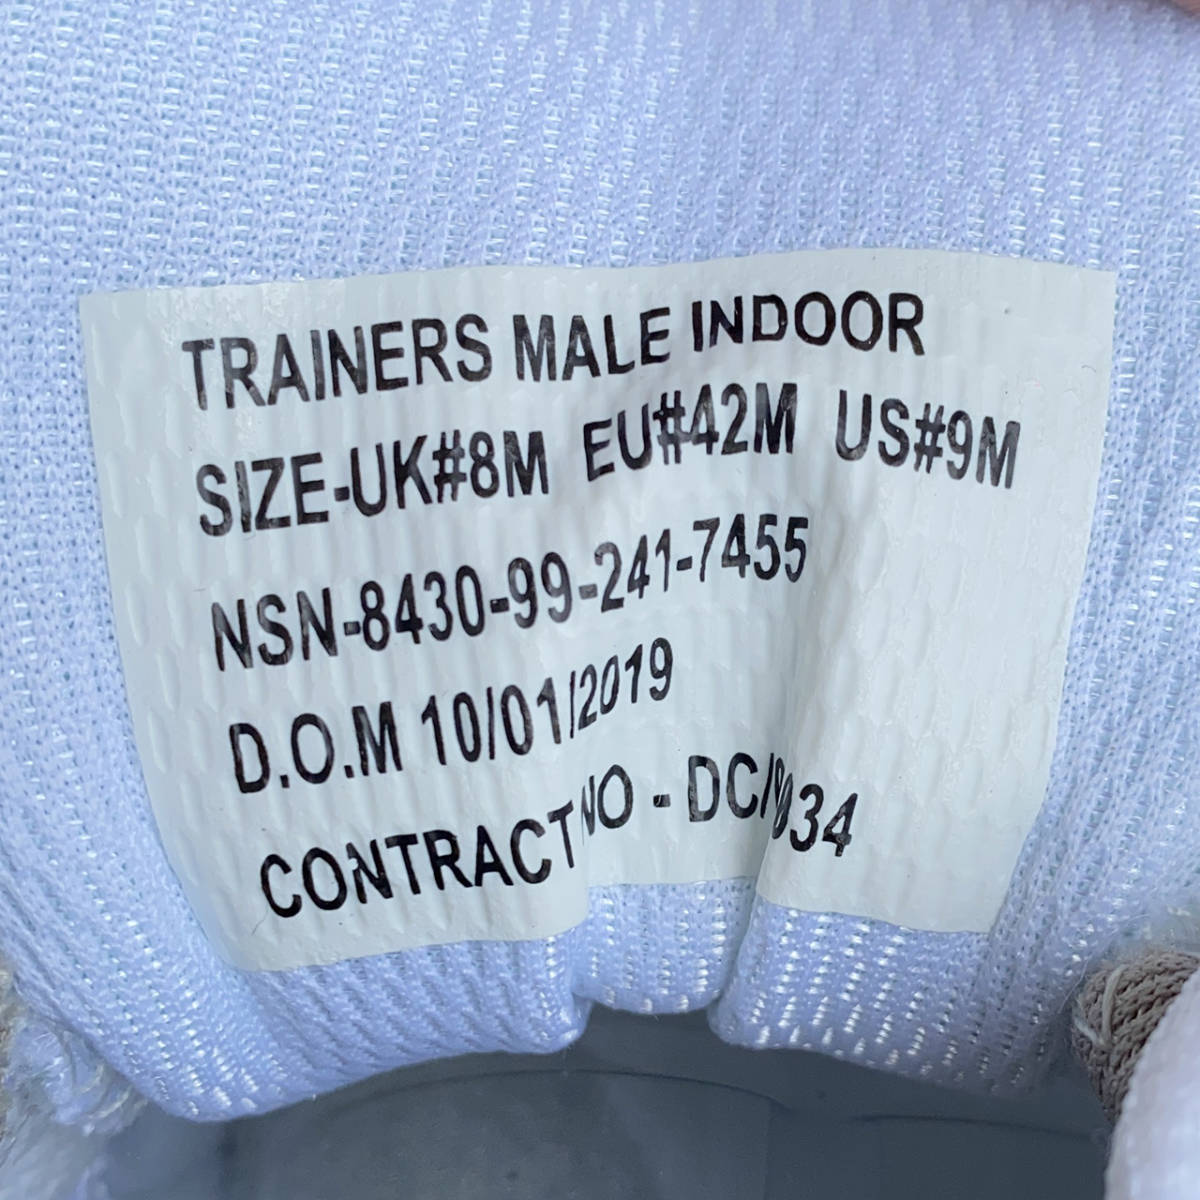 TRAINERS MALE INDOOR
SIZE-UK#8M EU#42M US#9M
NSN-8430-99-241-7455
D.O.M 10/01/2019
CONTRACT NO -